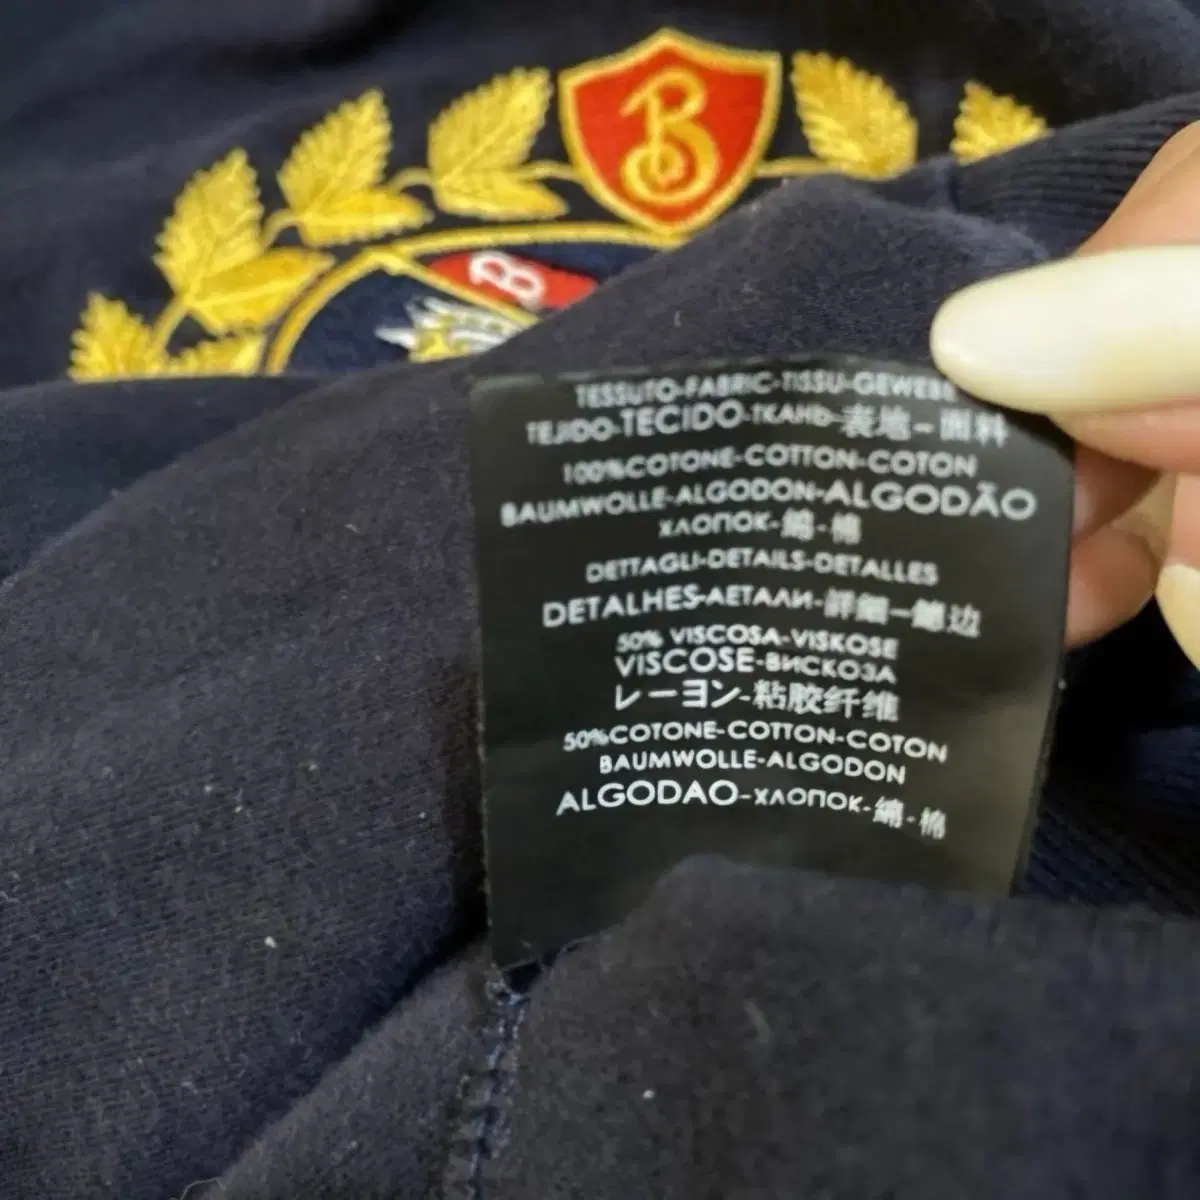 B
B
TESSUTO-FABRIC-TISSU-GEWEBE
TEJIDO-TECIDO-ТКАНЬ-表地-面料
100%COTONE-COTTON-COTON
BAUMWOLLE-ALGODON-ALGODÃO
ХЛОПОК-綿-棉
DETTAGLI-DETAILS-DETALLES
DETALHES-ДЕТАЛИ-詳細-
50% VISCOSA-VISKOSE
VISCOSE-ВИСКОЗА
レーヨン-粘胶纤维
50%COTONE-COTTON-COTON
BAUMWOLLE-ALGODON
ALGODAO-ХЛОПОК-綿-棉